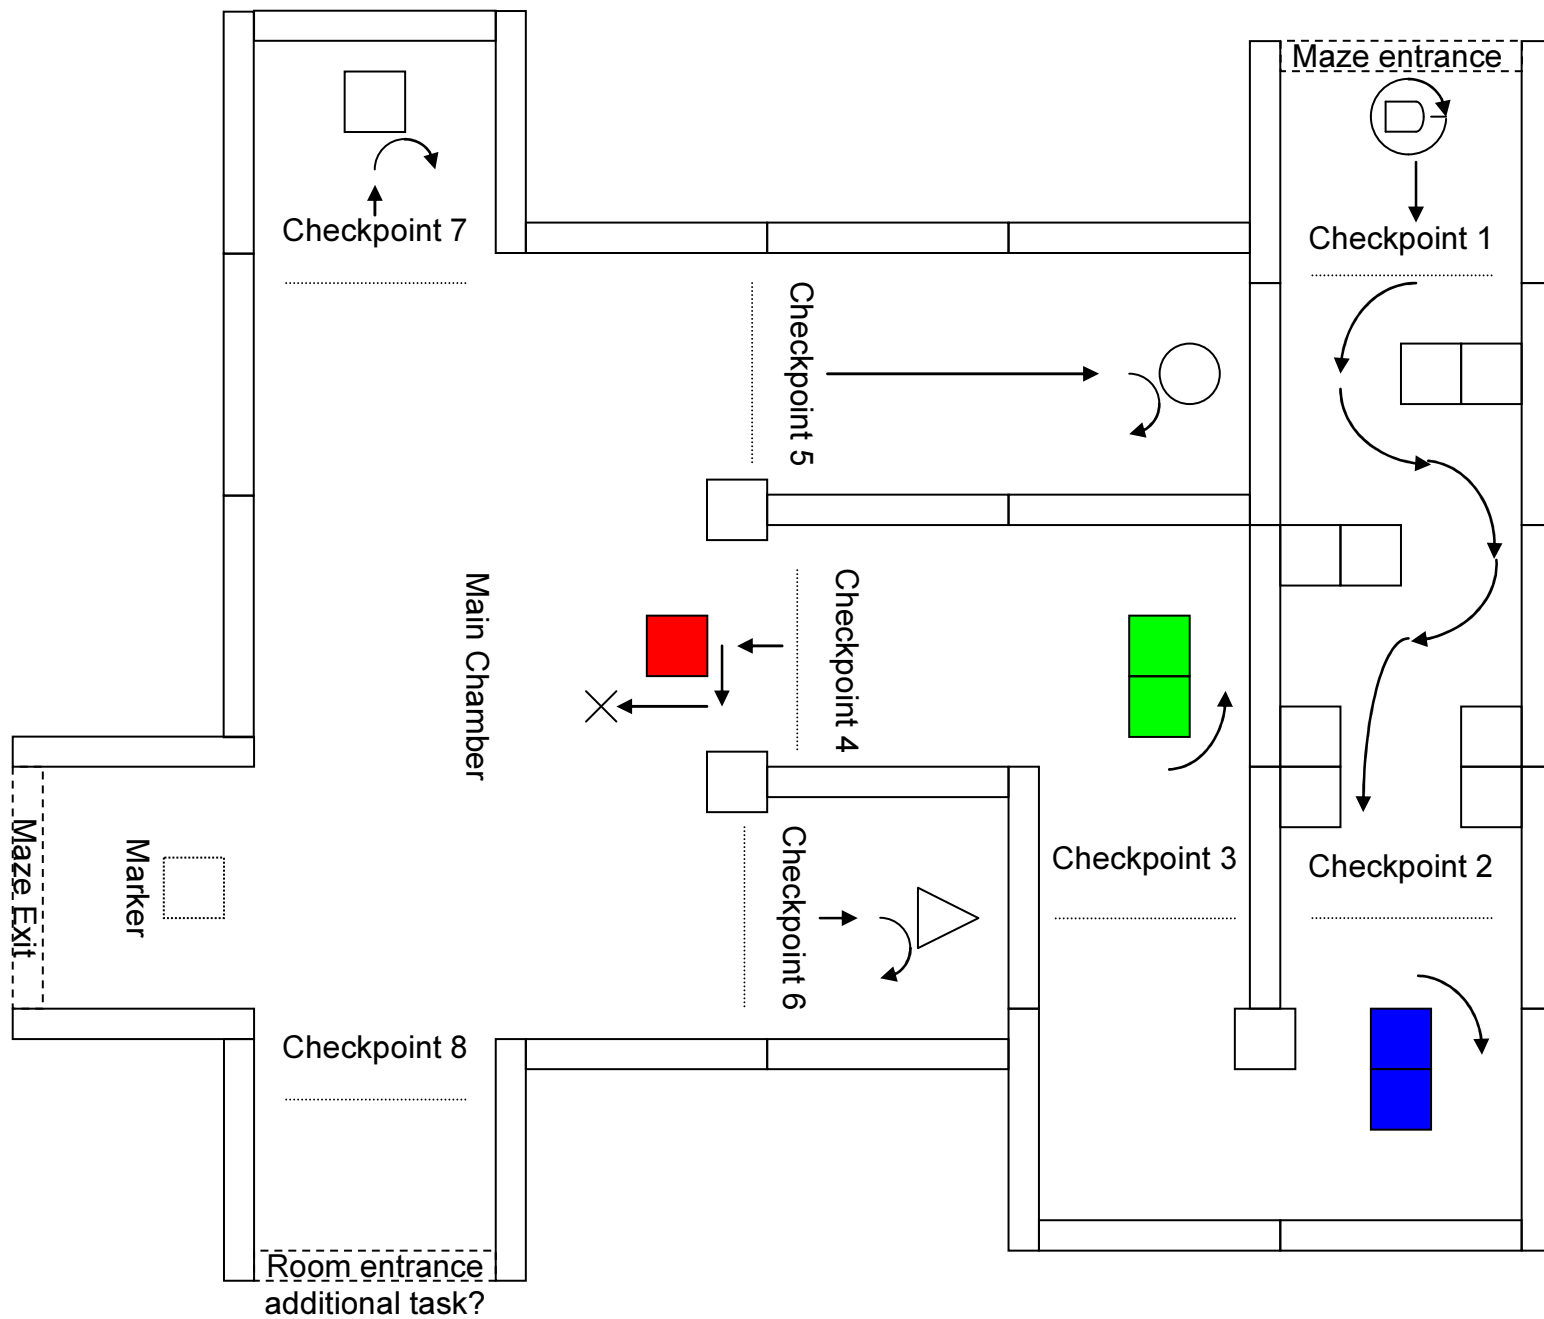 Maze entrance
Checkpoint 7
Checkpoint 1
Checkpoint 5
Main Chamber
Checkpoint 4
Maze Exit
Marker
Checkpoint 6
Checkpoint 3
Checkpoint 2
Checkpoint 8
Room entrance
additional task?